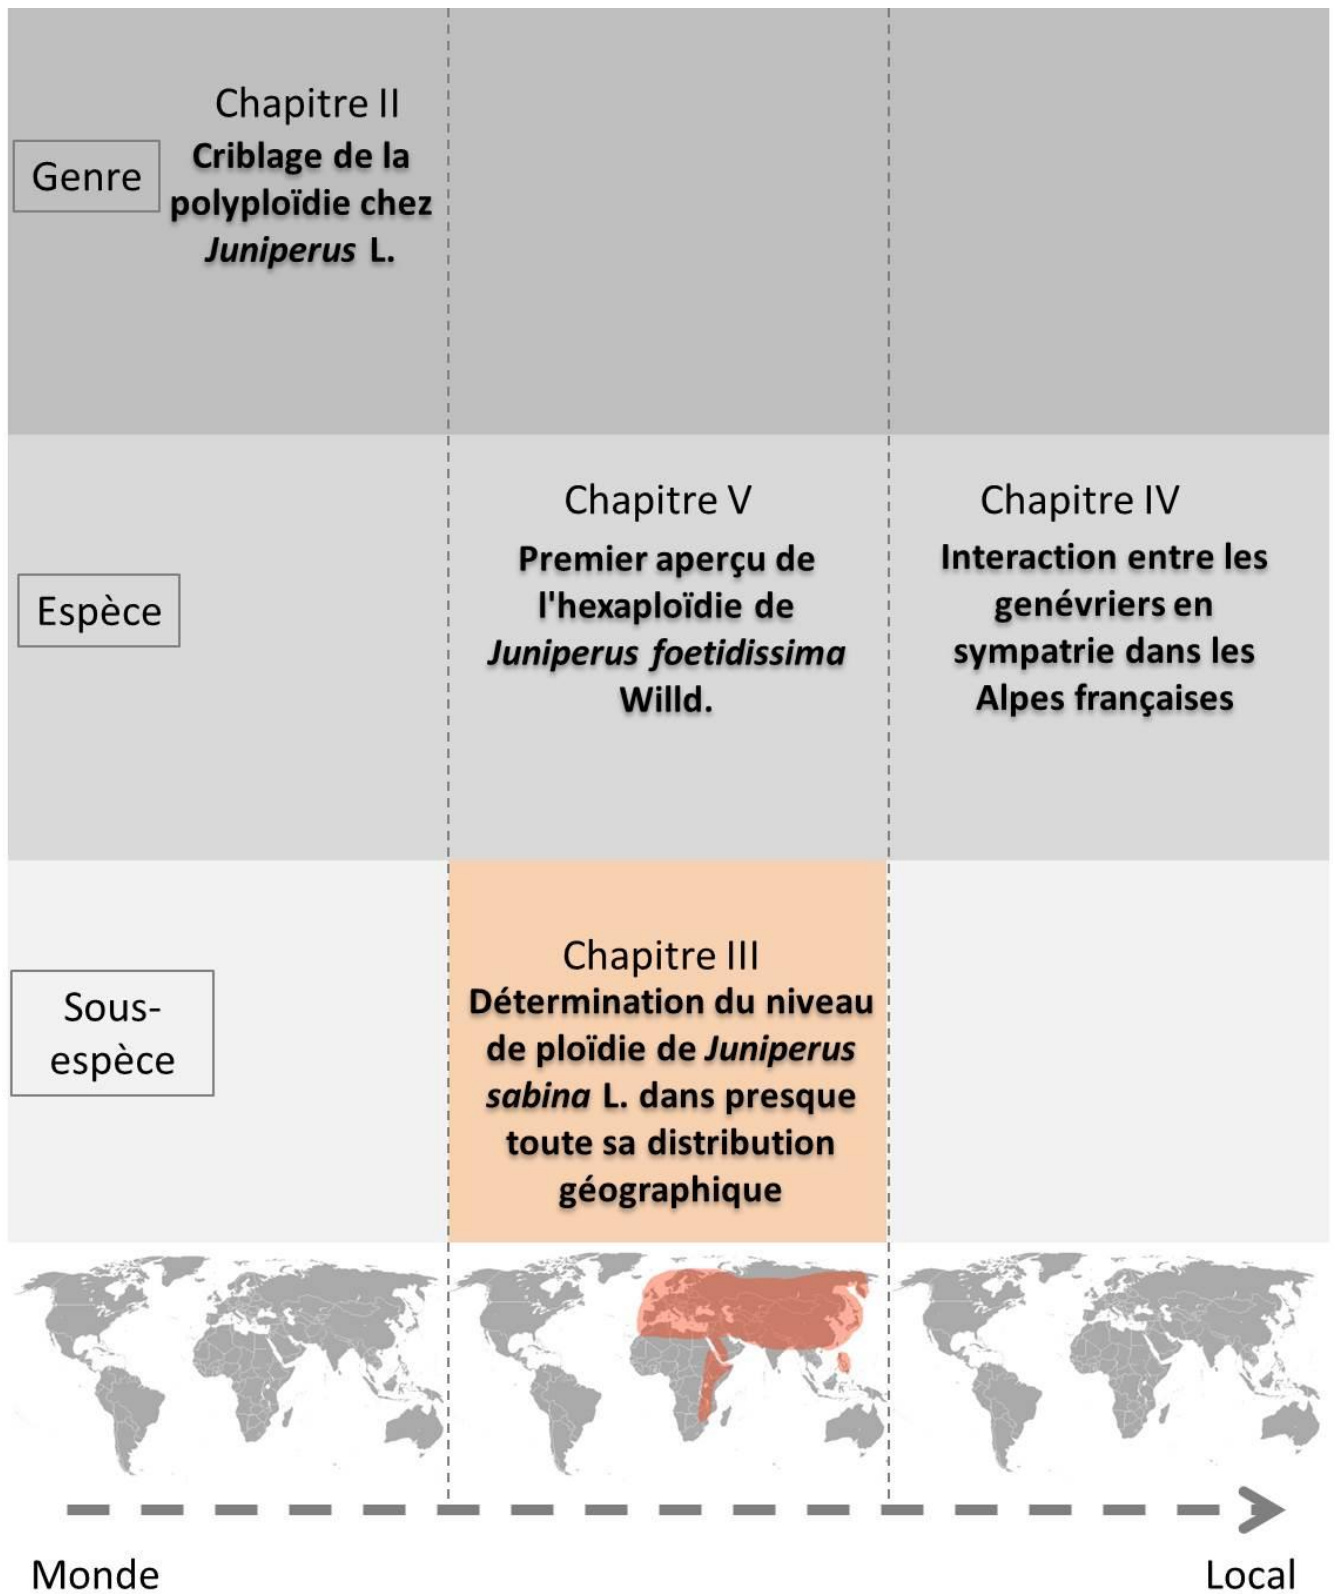 Chapitre II
Genre
Criblage de la
polyploïdie chez
Juniperus L.
Espèce
Chapitre V
Premier aperçu de
l'hexaploïdie de
Juniperus foetidissima
Willd.
Chapitre IV
Interaction entre les
genévriers en
sympatrie dans les
Alpes françaises
Sous-
espèce
Chapitre III
Détermination du niveau
de ploïdie de Juniperus
sabina L. dans presque
toute sa distribution
géographique
Monde
Local